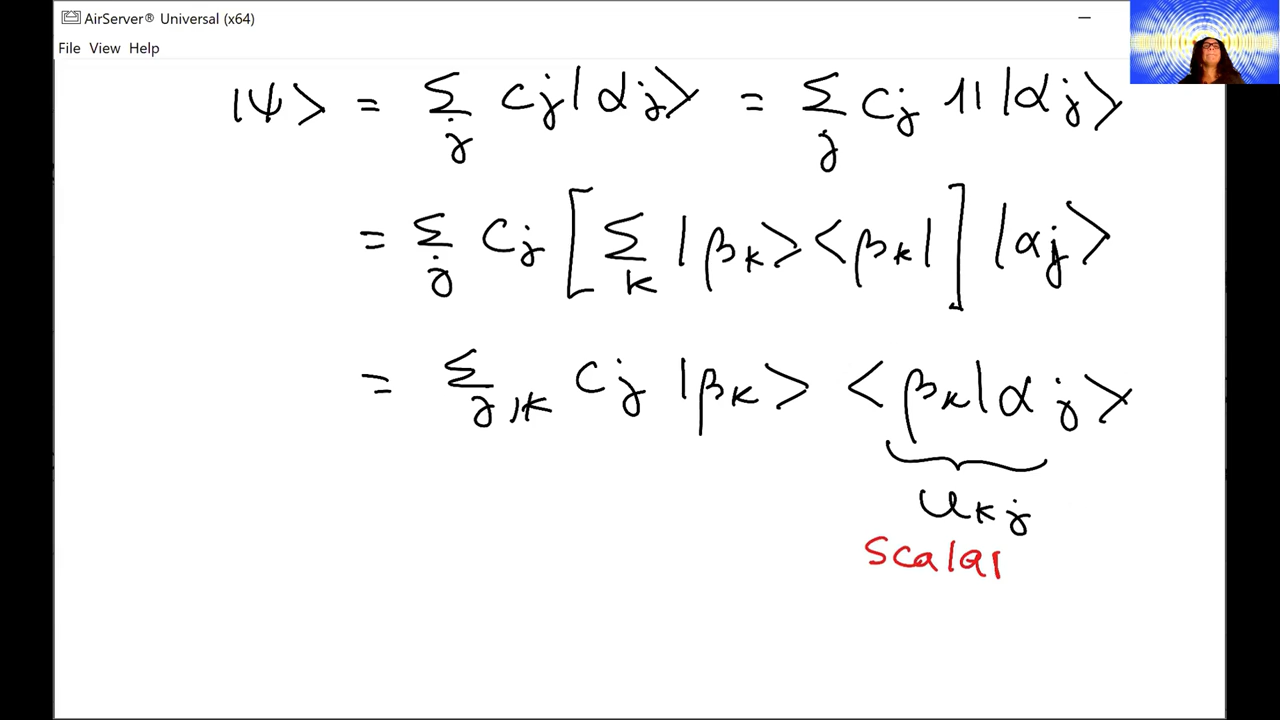 AirServer® Universal (x64)
File View Help
|ψ> = Σ_j c_j |α_j> = Σ_j c_j 𝟙 |α_j>
= Σ_j c_j [Σ_k |β_k><β_k|] |α_j>
= Σ_j,k c_j |β_k> <β_k|α_j>
u_kj
scalar